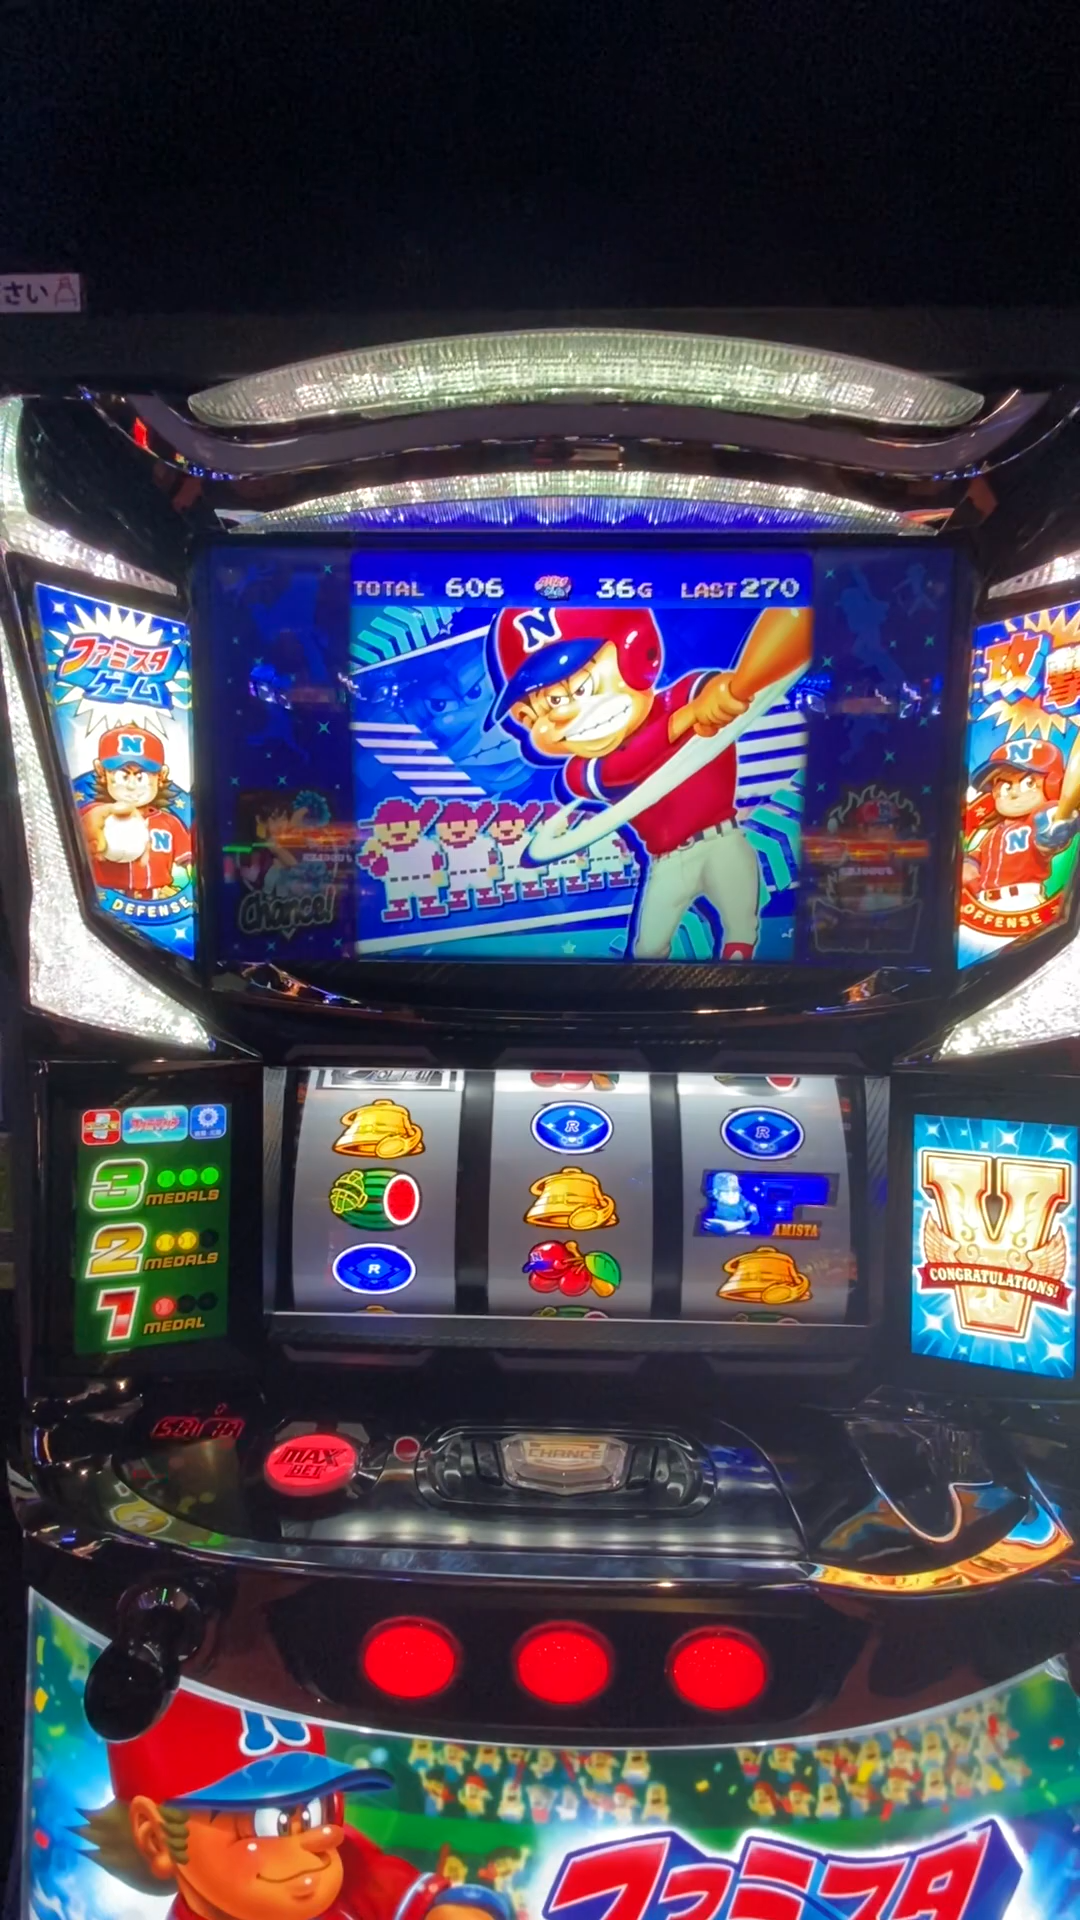 さい
TOTAL 606 36G LAST 270
ファミスタ
ゲーム
N
N
DEFENSE
Chance!
攻撃
N
N
OFFENSE
R
R
R
FAMISTA
3 MEDALS
2 MEDALS
1 MEDAL
V
CONGRATULATIONS!
MAX
BET
CHANCE
N
ファミスタ